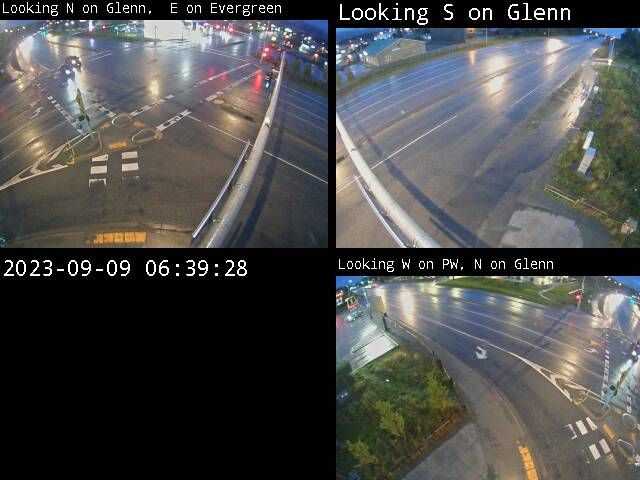 Looking N on Glenn, E on Evergreen
Looking S on Glenn
2023-09-09 06:39:28
Looking W on PW, N on Glenn